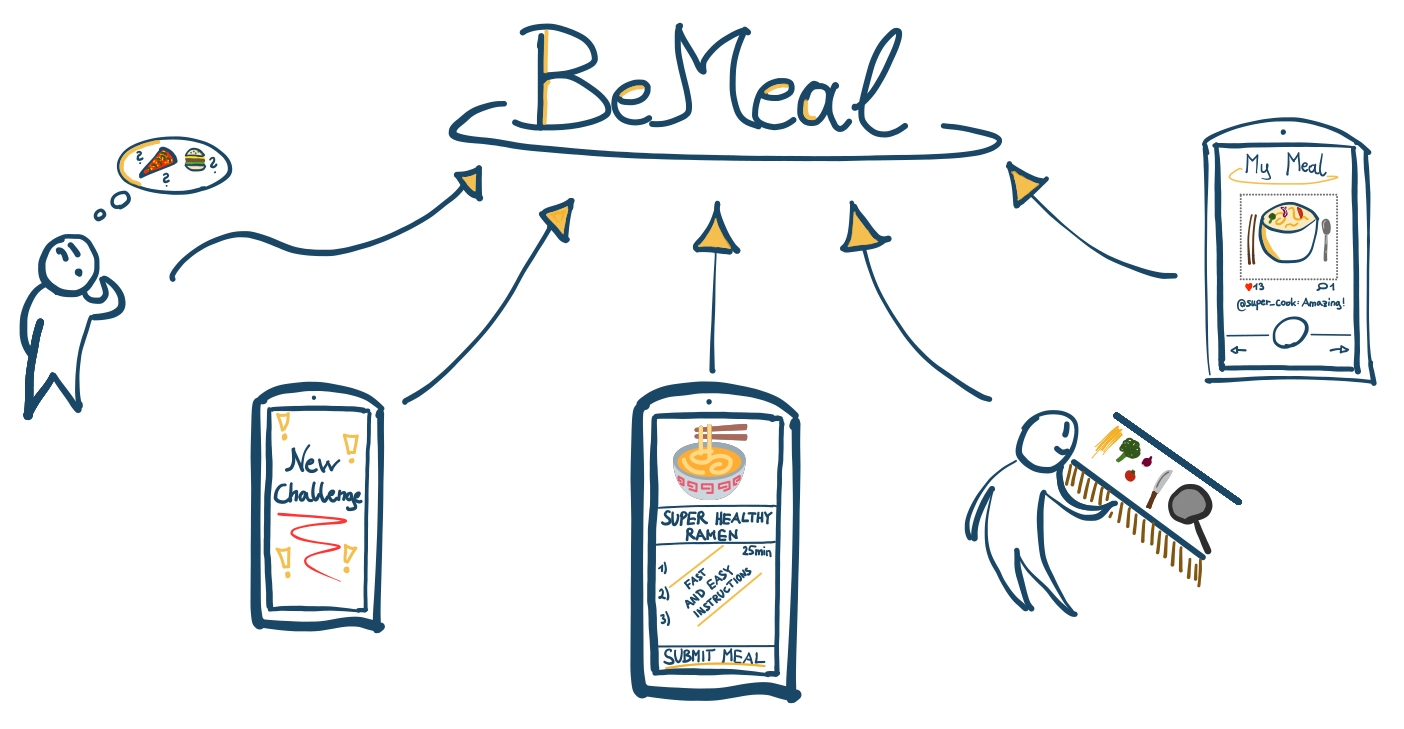 BeMeal
? ? ?
My Meal
13 1
@super_cook: Amazing!
! !
New
Challenge
! !
SUPER HEALTHY
RAMEN
25min
1)
2)
3)
FAST
AND EASY
INSTRUCTIONS
SUBMIT MEAL